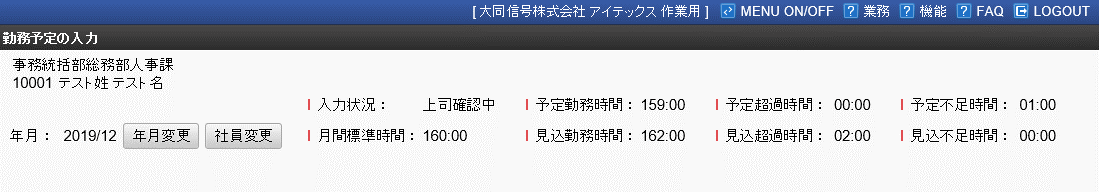 [ 大同信号株式会社 アイテックス 作業用 ] MENU ON/OFF ? 業務 ? 機能 ? FAQ LOGOUT
勤務予定の入力
事務統括部総務部人事課
10001 テスト姓 テスト名
入力状況： 上司確認中 予定勤務時間： 159:00 予定超過時間： 00:00 予定不足時間： 01:00
年月： 2019/12 年月変更 社員変更 月間標準時間： 160:00 見込勤務時間： 162:00 見込超過時間： 02:00 見込不足時間： 00:00